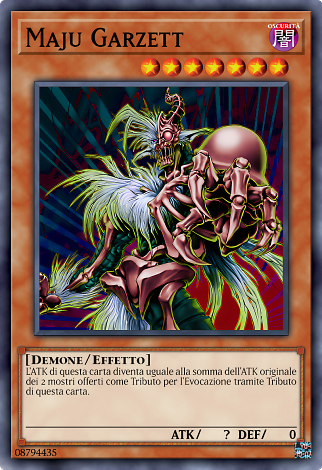 Maju Garzett
OSCURITÀ
闇
[Demone/Effetto]
L'ATK di questa carta diventa uguale alla somma dell'ATK originale
dei 2 mostri offerti come Tributo per l'Evocazione tramite Tributo
di questa carta.
ATK/ ? DEF/ 0
08794435